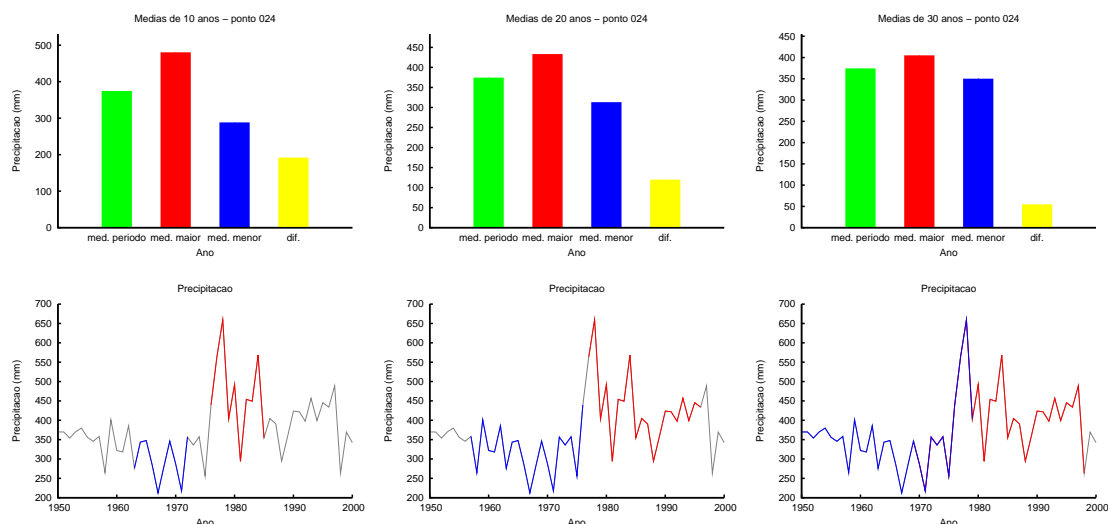 Medias de 10 anos – ponto 024
Precipitacao (mm)
500
400
300
200
100
0
med. periodo med. maior med. menor dif.
Ano
Medias de 20 anos – ponto 024
Precipitacao (mm)
450
400
350
300
250
200
150
100
50
0
med. periodo med. maior med. menor dif.
Ano
Medias de 30 anos – ponto 024
Precipitacao (mm)
450
400
350
300
250
200
150
100
50
0
med. periodo med. maior med. menor dif.
Ano
Precipitacao
Precipitacao (mm)
700
650
600
550
500
450
400
350
300
250
200
1950 1960 1970 1980 1990 2000
Ano
Precipitacao
Precipitacao (mm)
700
650
600
550
500
450
400
350
300
250
200
1950 1960 1970 1980 1990 2000
Ano
Precipitacao
Precipitacao (mm)
700
650
600
550
500
450
400
350
300
250
200
1950 1960 1970 1980 1990 2000
Ano